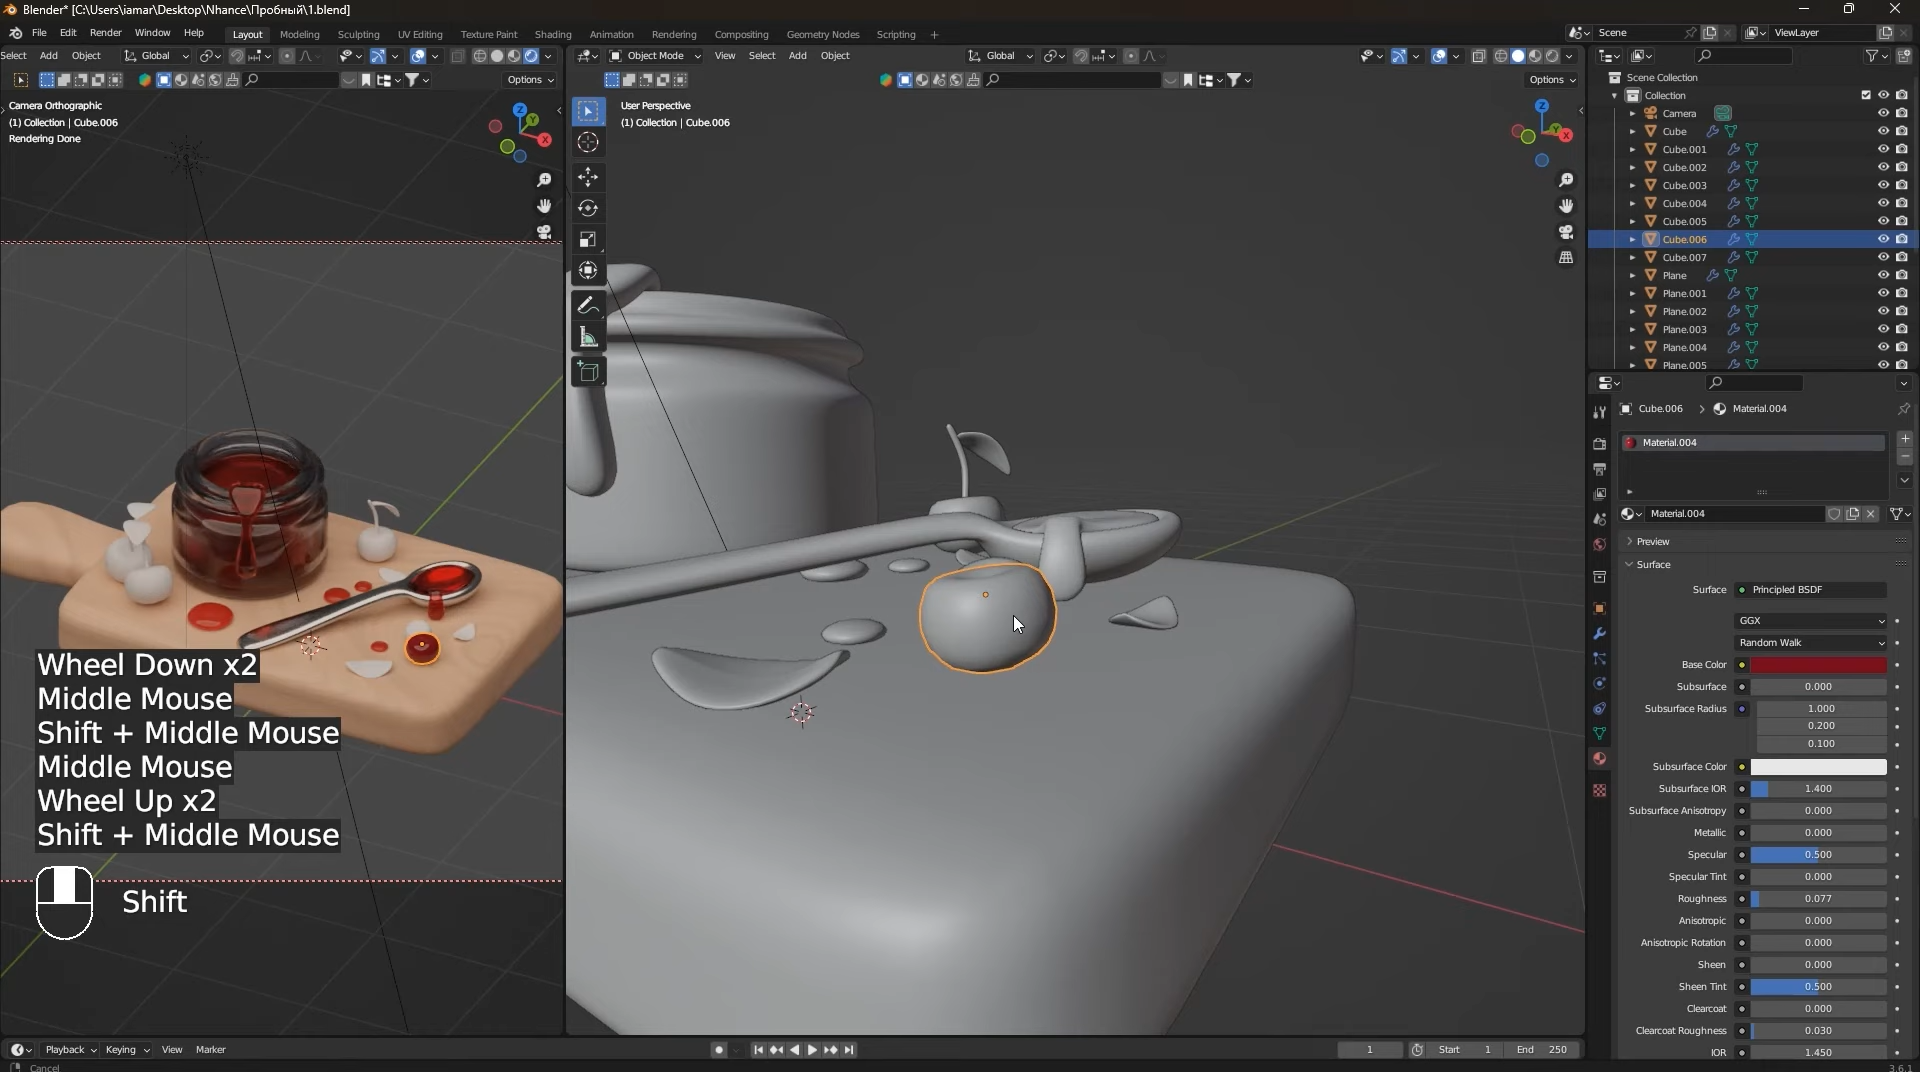 Blender* [C:\Users\iamar\Desktop\Nhance\Пробный\1.blend]
File Edit Render Window Help Layout Modeling Sculpting UV Editing Texture Paint Shading Animation Rendering Compositing Geometry Nodes Scripting + Scene ViewLayer
Select Add Object Global Object Mode View Select Add Object Global
Options Options
Camera Orthographic
(1) Collection | Cube.006
Rendering Done
User Perspective
(1) Collection | Cube.006
Z Y X
Z Y X
Wheel Down x2
Middle Mouse
Shift + Middle Mouse
Middle Mouse
Wheel Up x2
Shift + Middle Mouse
Shift
Scene Collection
Collection
Camera
Cube
Cube.001
Cube.002
Cube.003
Cube.004
Cube.005
Cube.006
Cube.007
Plane
Plane.001
Plane.002
Plane.003
Plane.004
Plane.005
Cube.006 > Material.004
Material.004
Material.004
Preview
Surface
Surface Principled BSDF
GGX
Random Walk
Base Color
Subsurface 0.000
Subsurface Radius 1.000
0.200
0.100
Subsurface Color
Subsurface IOR 1.400
Subsurface Anisotropy 0.000
Metallic 0.000
Specular 0.500
Specular Tint 0.000
Roughness 0.077
Anisotropic 0.000
Anisotropic Rotation 0.000
Sheen 0.000
Sheen Tint 0.500
Clearcoat 0.000
Clearcoat Roughness 0.030
IOR 1.450
Playback Keying View Marker 1 Start 1 End 250
Cancel 3.6.1